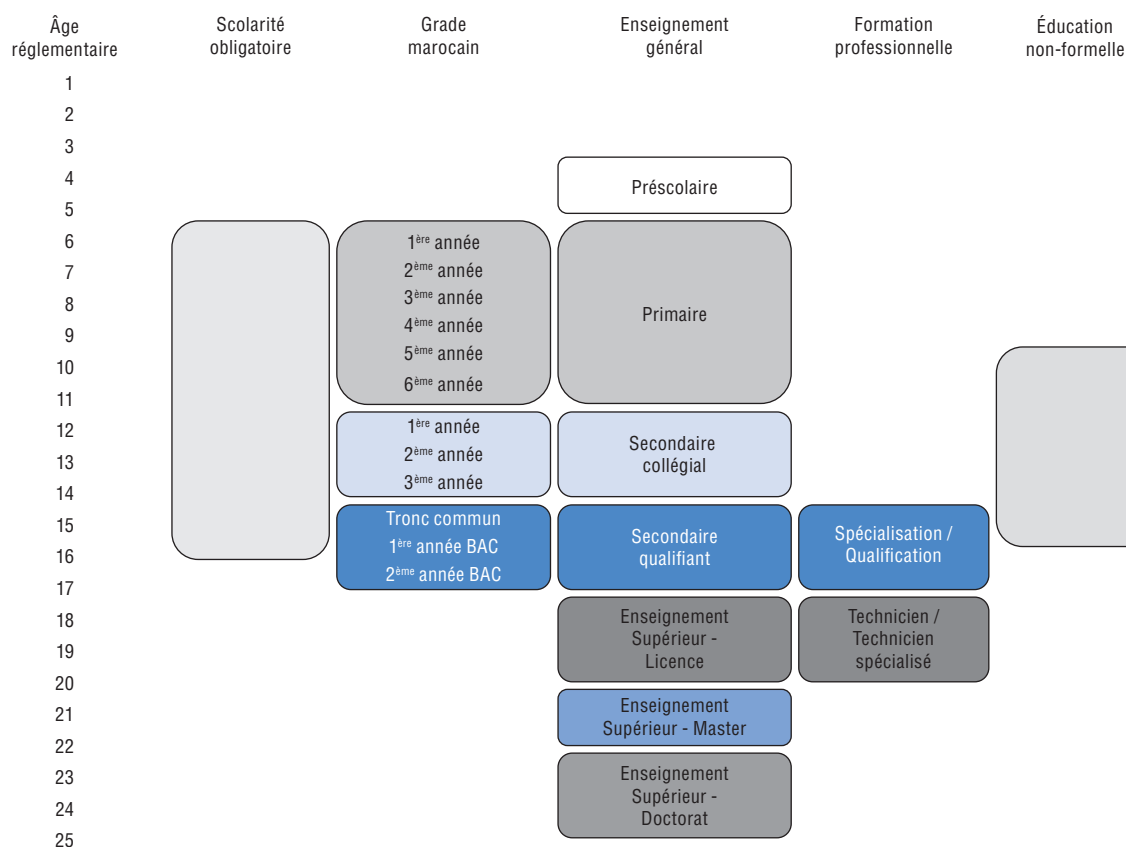 Âge
réglementaire
Scolarité
obligatoire
Grade
marocain
Enseignement
général
Formation
professionnelle
Éducation
non-formelle
1
2
3
4
5
6
7
8
9
10
11
12
13
14
15
16
17
18
19
20
21
22
23
24
25
1ère année
2ème année
3ème année
4ème année
5ème année
6ème année
1ère année
2ème année
3ème année
Tronc commun
1ère année BAC
2ème année BAC
Préscolaire
Primaire
Secondaire
collégial
Secondaire
qualifiant
Enseignement
Supérieur -
Licence
Enseignement
Supérieur - Master
Enseignement
Supérieur -
Doctorat
Spécialisation /
Qualification
Technicien /
Technicien
spécialisé